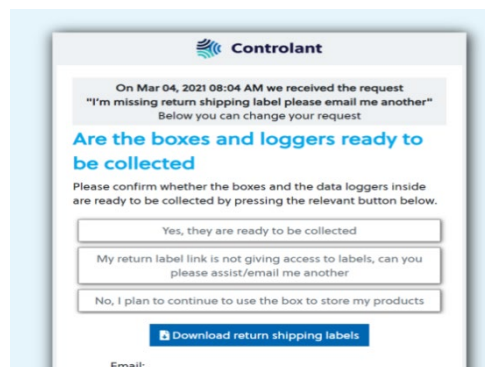 Controlant
On Mar 04, 2021 08:04 AM we received the request
"I'm missing return shipping label please email me another"
Below you can change your request
Are the boxes and loggers ready to
be collected
Please confirm whether the boxes and the data loggers inside
are ready to be collected by pressing the relevant button below.
Yes, they are ready to be collected
My return label link is not giving access to labels, can you
please assist/email me another
No, I plan to continue to use the box to store my products
Download return shipping labels
Email: